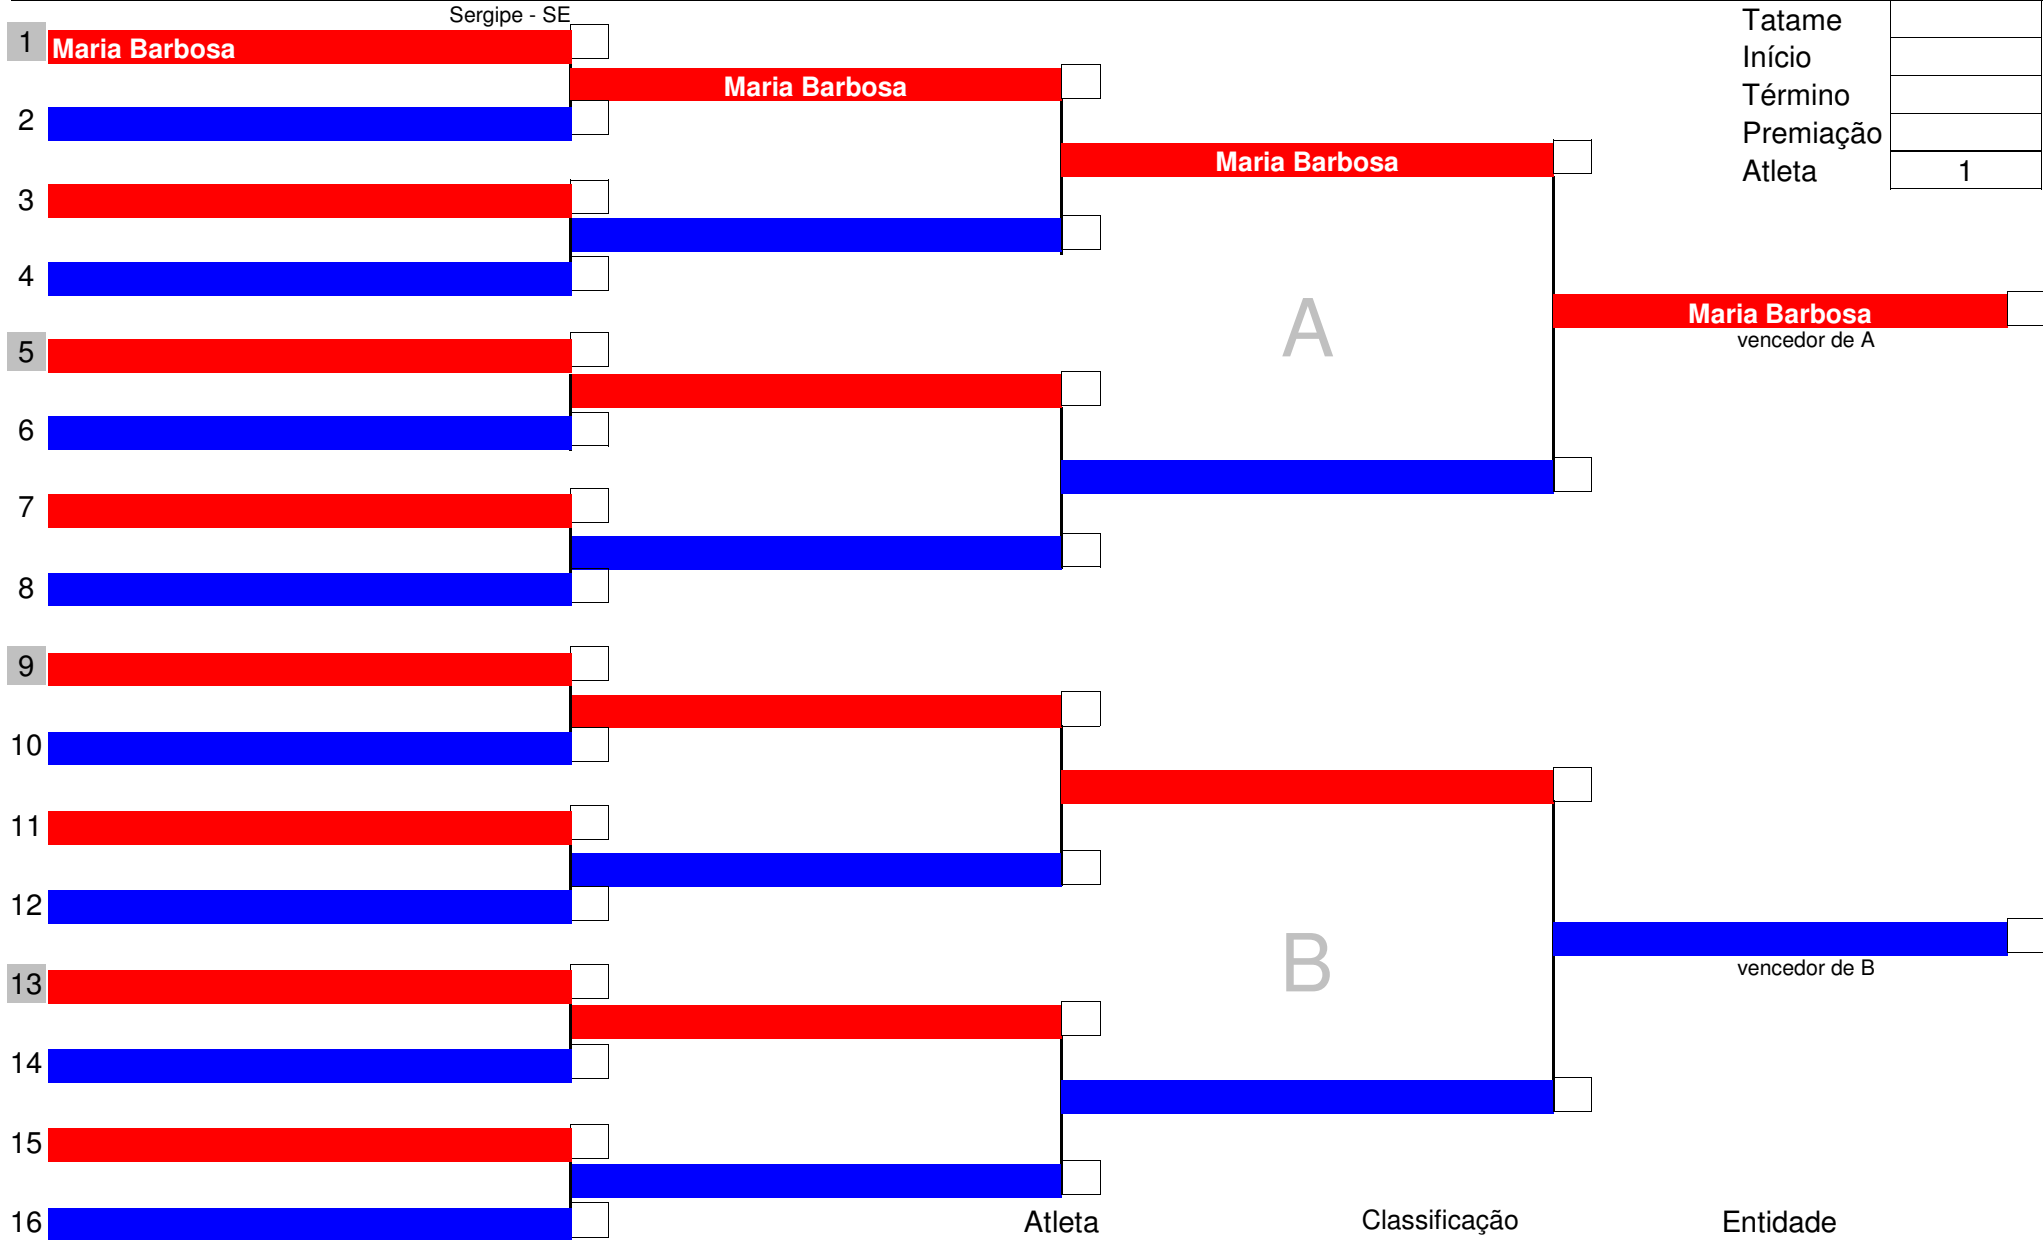 Sergipe - SE
Tatame
1 Maria Barbosa
Início
Maria Barbosa
Término
2
Premiação
Maria Barbosa
Atleta 1
3
4
Maria Barbosa
A
vencedor de A
5
6
7
8
9
10
11
12
B
vencedor de B
13
14
15
16
Atleta Classificação Entidade